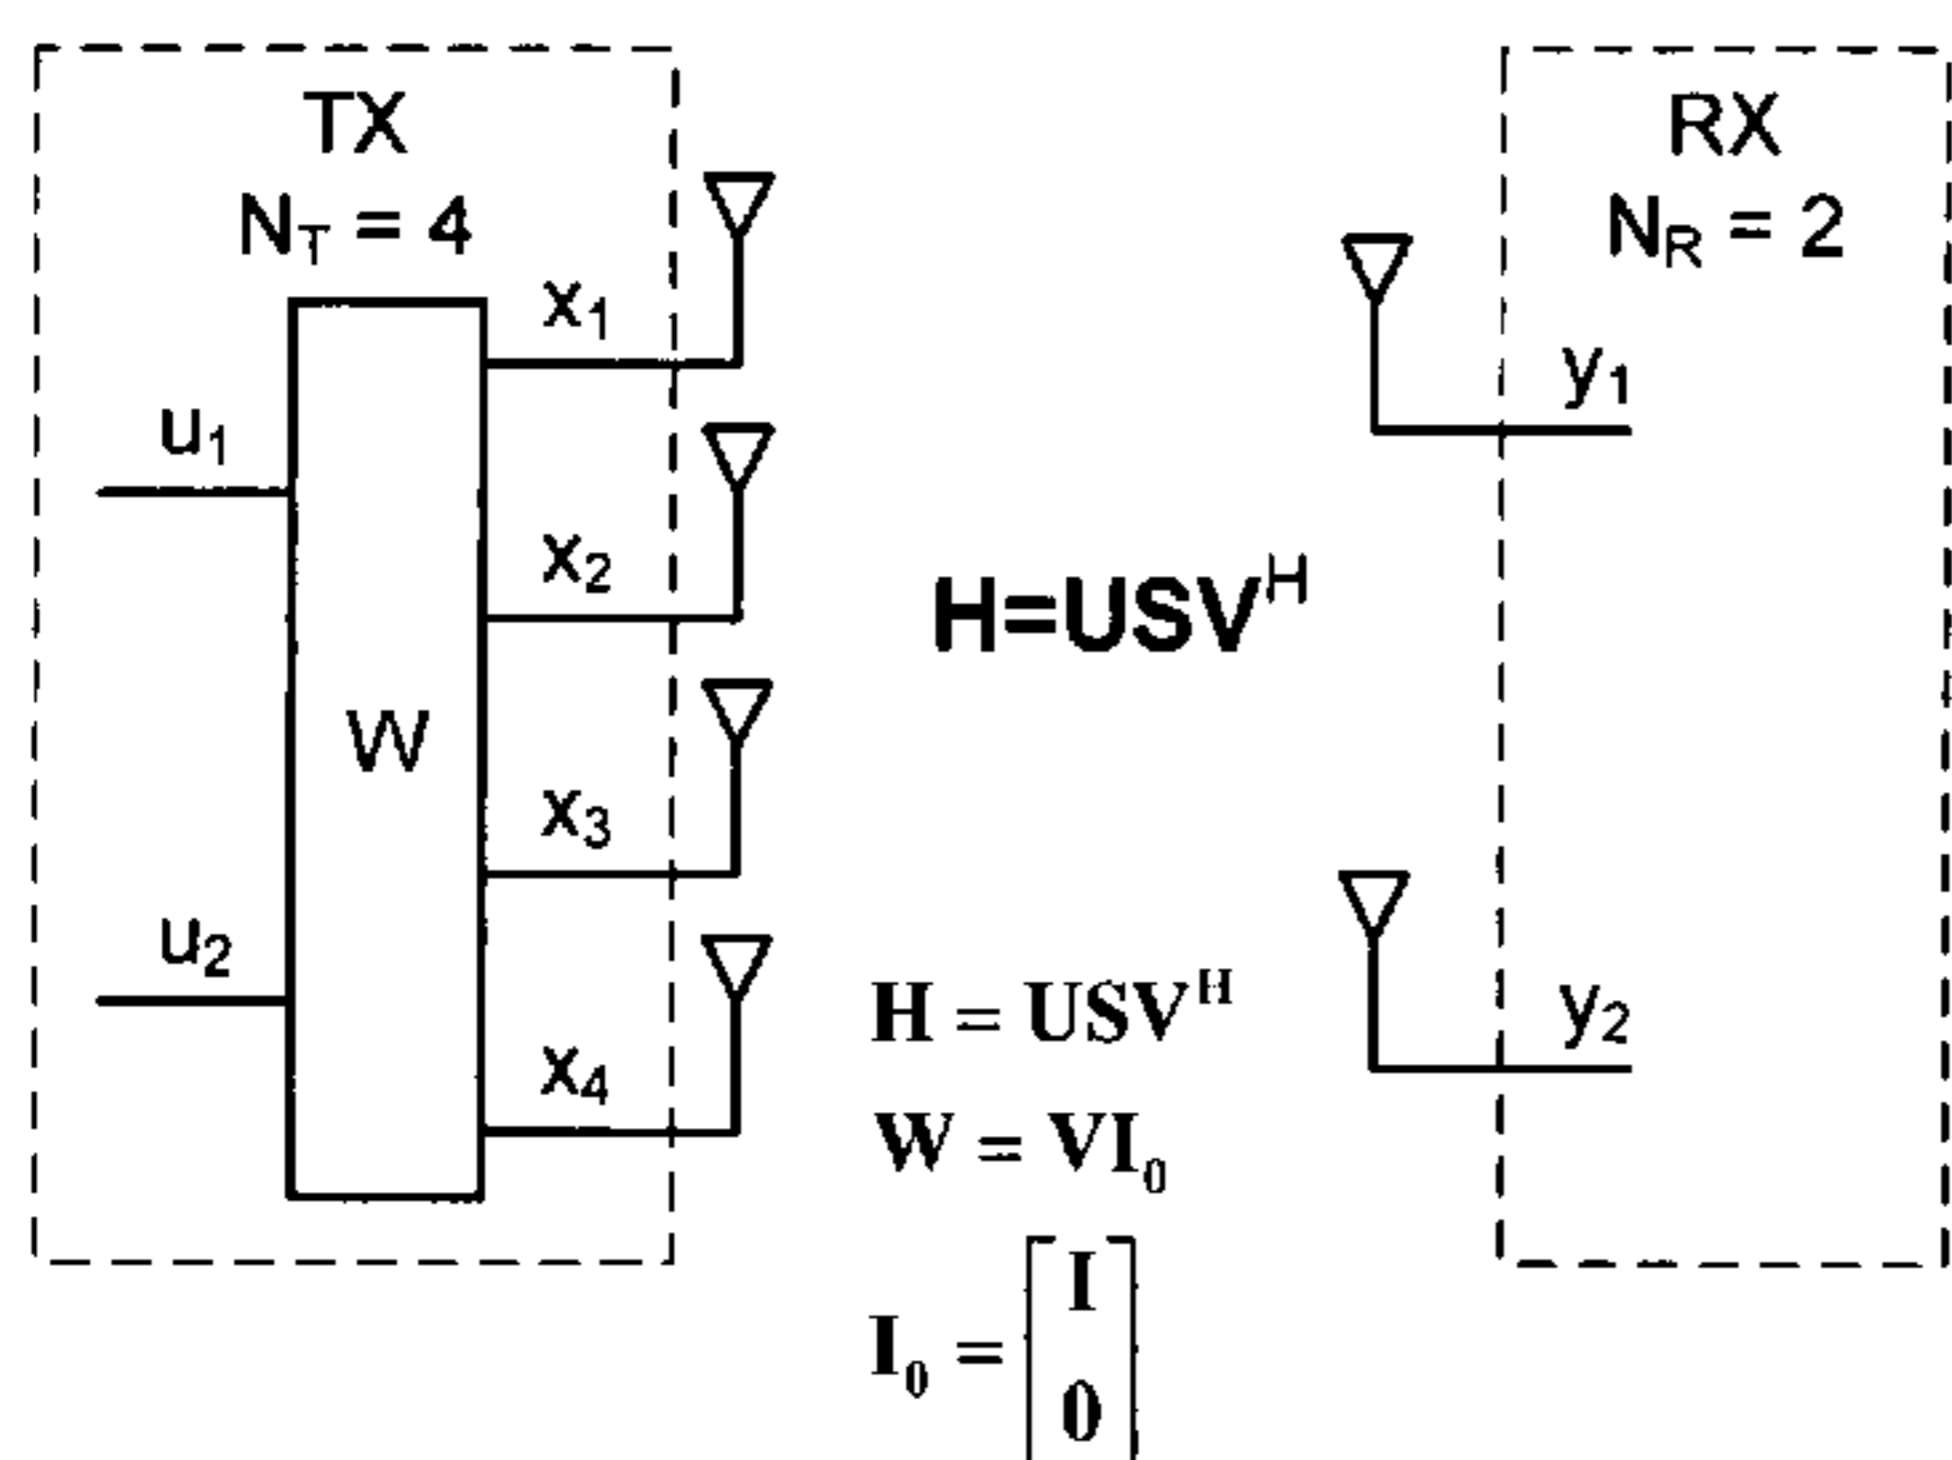 TX
N_T = 4
u₁
u₂
W
x₁
x₂
x₃
x₄
H=USV^H
H = USV^H
W = VI₀
I₀ = [I 0]
RX
N_R = 2
y₁
y₂